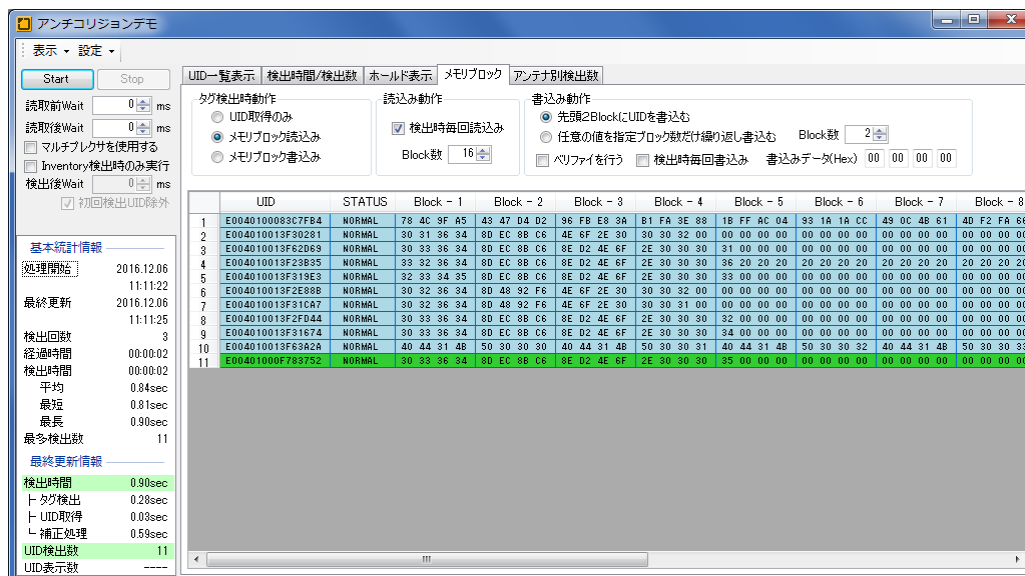 アンチコリジョンデモ
表示 設定
Start Stop
読取前Wait 0 ms
読取後Wait 0 ms
マルチプレクサを使用する
Inventory検出時のみ実行
検出後Wait 0 ms
初回検出UID除外
基本統計情報
処理開始 2016.12.06
11:11:22
最終更新 2016.12.06
11:11:25
検出回数 3
経過時間 00:00:02
検出時間 00:00:02
平均 0.84sec
最短 0.81sec
最長 0.90sec
最多検出数 11
最終更新情報
検出時間 0.90sec
├ タグ検出 0.28sec
├ UID取得 0.03sec
└ 補正処理 0.59sec
UID検出数 11
UID表示数 ----
UID一覧表示 検出時間/検出数 ホールド表示 メモリブロック アンテナ別検出数
タグ検出時動作
UID取得のみ
メモリブロック読込み
メモリブロック書込み
読込み動作
検出時毎回読込み
Block数 16
書込み動作
先頭2BlockにUIDを書込む
任意の値を指定ブロック数だけ繰り返し書込む Block数 2
ベリファイを行う 検出時毎回書込み 書込みデータ(Hex) 00 00 00 00
UID STATUS Block - 1 Block - 2 Block - 3 Block - 4 Block - 5 Block - 6 Block - 7 Block - 8
1 E0040100083C7FB4 NORMAL 78 4C 9F A5 43 47 D4 D2 96 FB E8 3A B1 FA 3E 88 1B FF AC 04 93 1A 1A CC 49 0C 4B 61 4D F2 FA 66
2 E004010013F30281 NORMAL 30 31 36 34 8D EC 8B C6 4E 6F 2E 30 30 30 32 00 00 00 00 00 00 00 00 00 00 00 00 00 00 00 00
3 E004010013F62D69 NORMAL 30 33 36 34 8D EC 8B C6 8E D2 4E 6F 2E 30 30 30 31 00 00 00 00 00 00 00 00 00 00 00 00 00 00
4 E004010013F23B35 NORMAL 33 32 36 34 8D EC 8B C6 8E D2 4E 6F 2E 30 30 30 36 20 20 20 20 20 20 20 20 20 20 20 20 20 20
5 E004010013F319E3 NORMAL 32 33 34 35 8D EC 8B C6 8E D2 4E 6F 2E 30 30 30 33 00 00 00 00 00 00 00 00 00 00 00 00 00 00
6 E004010013F2E88B NORMAL 30 32 36 34 8D 48 92 F6 4E 6F 2E 30 30 30 32 00 00 00 00 00 00 00 00 00 00 00 00 00 00 00 00
7 E004010013F31CA7 NORMAL 30 32 36 34 8D 48 92 F6 4E 6F 2E 30 30 30 31 00 00 00 00 00 00 00 00 00 00 00 00 00 00 00 00
8 E004010013F2FD44 NORMAL 30 33 36 34 8D EC 8B C6 8E D2 4E 6F 2E 30 30 30 32 00 00 00 00 00 00 00 00 00 00 00 00 00 00
9 E004010013F31674 NORMAL 30 33 36 34 8D EC 8B C6 8E D2 4E 6F 2E 30 30 30 34 00 00 00 00 00 00 00 00 00 00 00 00 00 00
10 E004010013F63A2A NORMAL 40 44 31 4B 50 30 30 30 40 44 31 4B 50 30 30 31 40 44 31 4B 50 30 30 32 40 44 31 4B 50 30 30 33
11 E00401000F783752 NORMAL 30 33 36 34 8D EC 8B C6 8E D2 4E 6F 2E 30 30 30 35 00 00 00 00 00 00 00 00 00 00 00 00 00 00